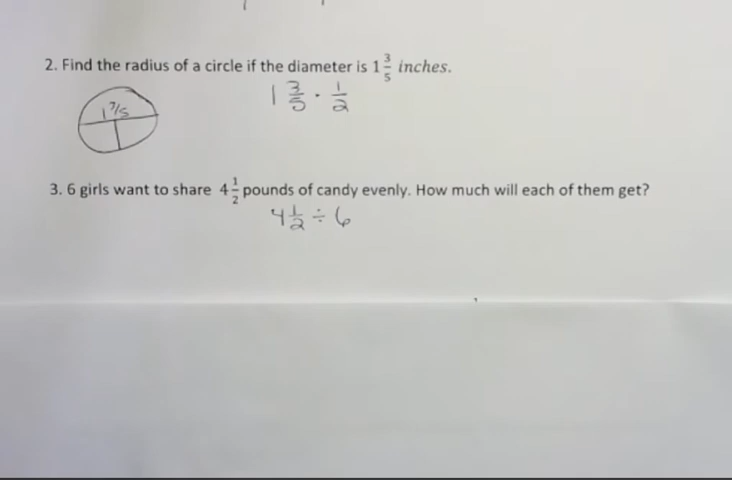 2. Find the radius of a circle if the diameter is 1 3/5 inches.
1 3/5 · 1/2
1 3/5
3. 6 girls want to share 4 1/2 pounds of candy evenly. How much will each of them get?
4 1/2 ÷ 6